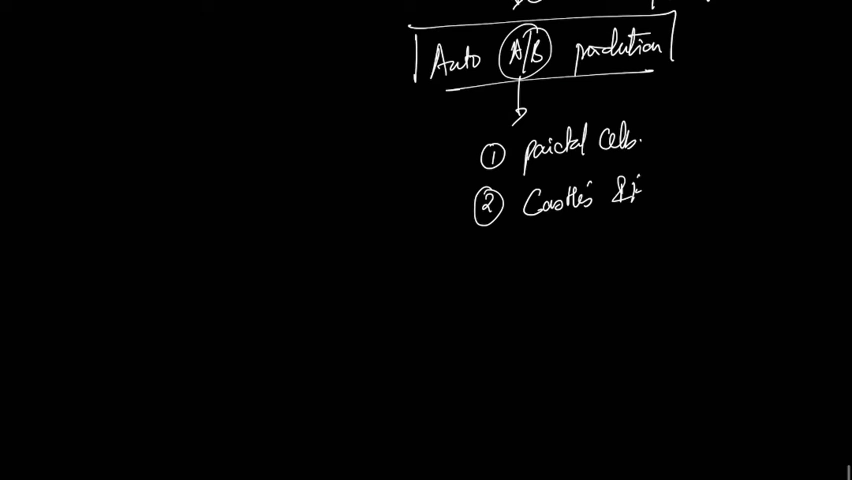 Auto A/B production
① parietal cells.
② Castle's